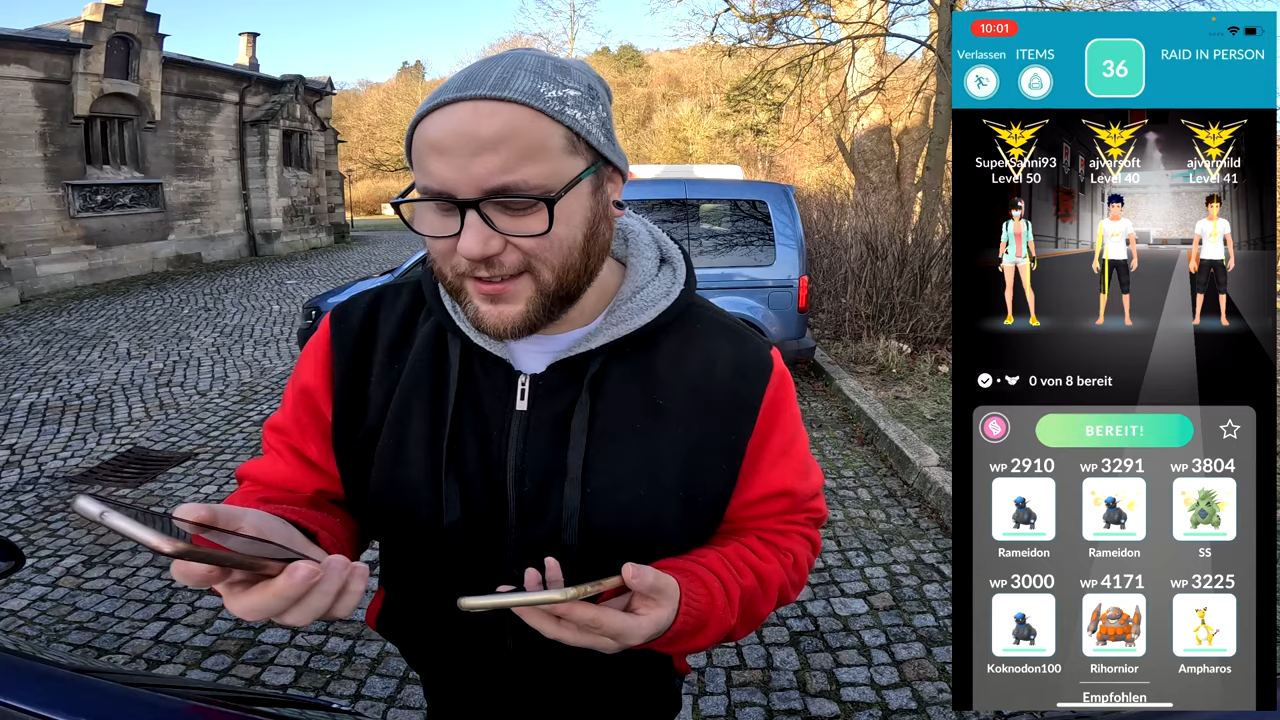 10:01
Verlassen
ITEMS
36
RAID IN PERSON
SuperSahni93
Level 50
ajvarsoft
Level 40
ajvarmild
Level 41
0 von 8 bereit
BEREIT!
WP 2910
WP 3291
WP 3804
Rameidon
Rameidon
SS
WP 3000
WP 4171
WP 3225
Koknodon100
Rihornior
Ampharos
Empfohlen